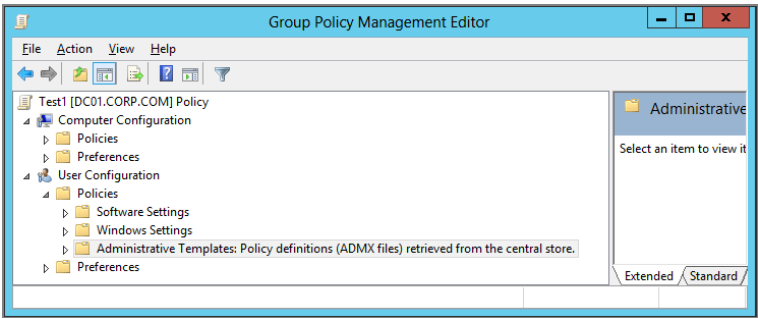 Group Policy Management Editor
File Action View Help
Test1 [DC01.CORP.COM] Policy
Computer Configuration
Policies
Preferences
User Configuration
Policies
Software Settings
Windows Settings
Administrative Templates: Policy definitions (ADMX files) retrieved from the central store.
Preferences
Administrative
Select an item to view it
Extended Standard